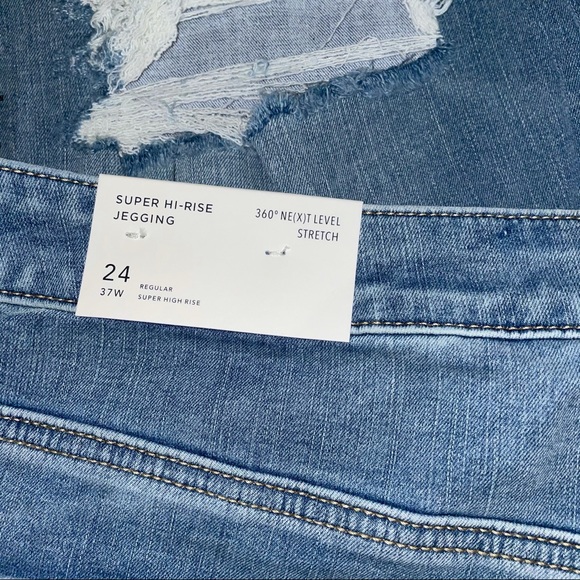 SUPER HI-RISE
JEGGING
360° NE(X)T LEVEL
STRETCH
24
37W
REGULAR
SUPER HIGH RISE